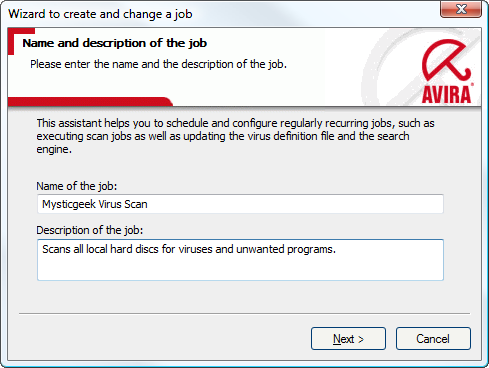 Wizard to create and change a job
Name and description of the job
Please enter the name and the description of the job.
AVIRA
This assistant helps you to schedule and configure regularly recurring jobs, such as
executing scan jobs as well as updating the virus definition file and the search
engine.
Name of the job:
Mysticgeek Virus Scan
Description of the job:
Scans all local hard discs for viruses and unwanted programs.
Next >
Cancel